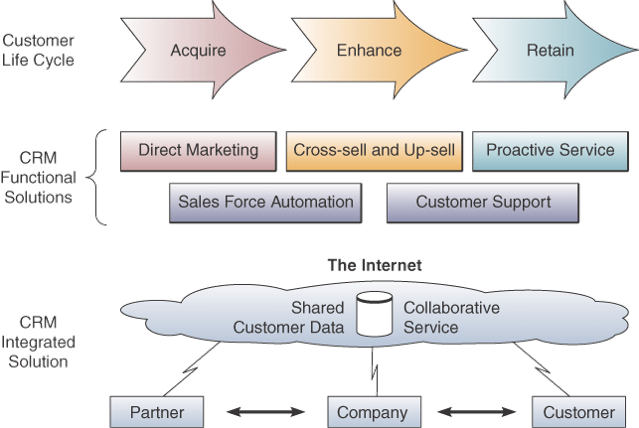 Customer
Life Cycle
Acquire
Enhance
Retain
CRM
Functional
Solutions
Direct Marketing
Cross-sell and Up-sell
Proactive Service
Sales Force Automation
Customer Support
The Internet
CRM
Integrated
Solution
Shared
Customer Data
Collaborative
Service
Partner
Company
Customer